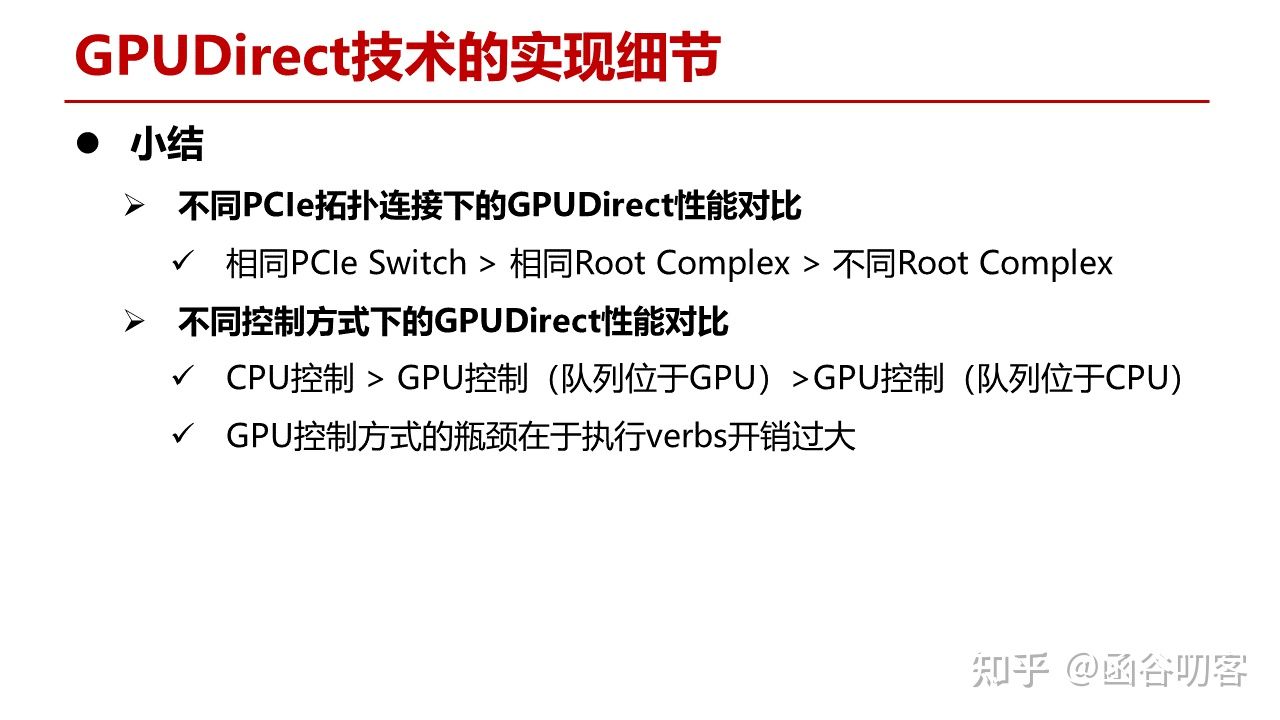 GPUDirect技术的实现细节
小结
不同PCIe拓扑连接下的GPUDirect性能对比
相同PCIe Switch > 相同Root Complex > 不同Root Complex
不同控制方式下的GPUDirect性能对比
CPU控制 > GPU控制（队列位于GPU）>GPU控制（队列位于CPU）
GPU控制方式的瓶颈在于执行verbs开销过大
知乎 @函谷叨客